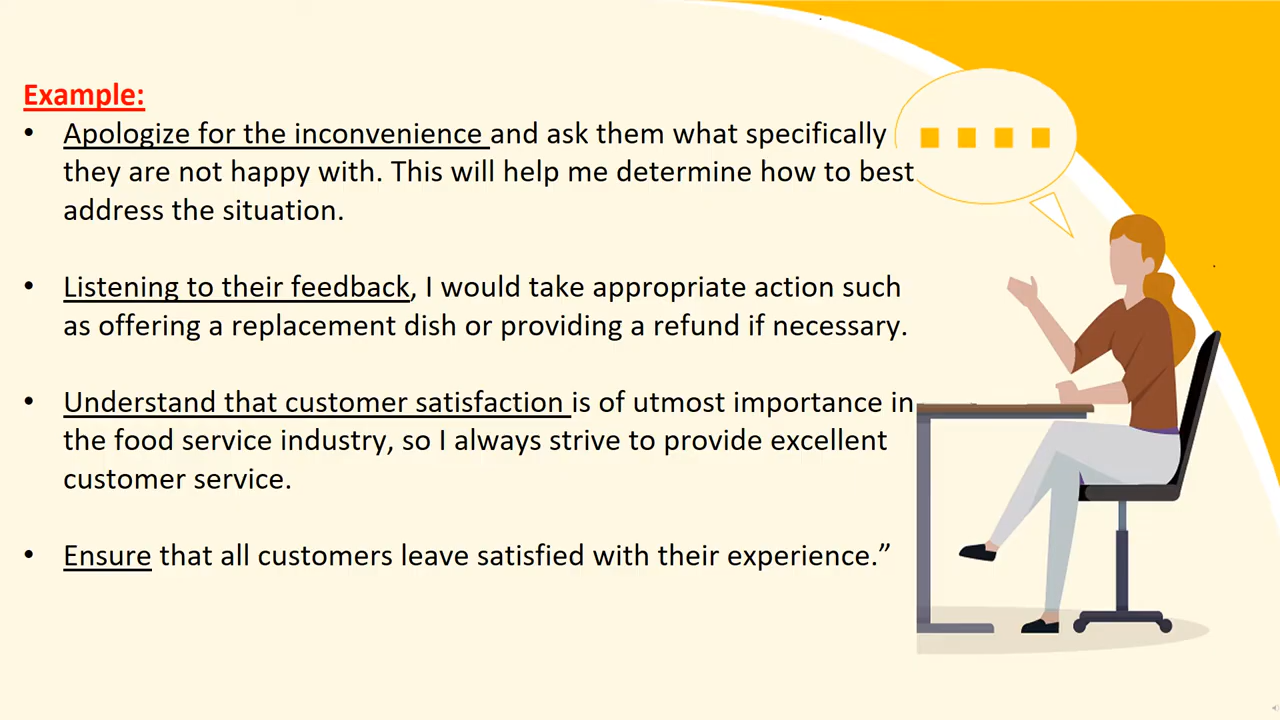 Example:
• Apologize for the inconvenience and ask them what specifically
they are not happy with. This will help me determine how to best
address the situation.
• Listening to their feedback, I would take appropriate action such
as offering a replacement dish or providing a refund if necessary.
• Understand that customer satisfaction is of utmost importance in
the food service industry, so I always strive to provide excellent
customer service.
• Ensure that all customers leave satisfied with their experience.”